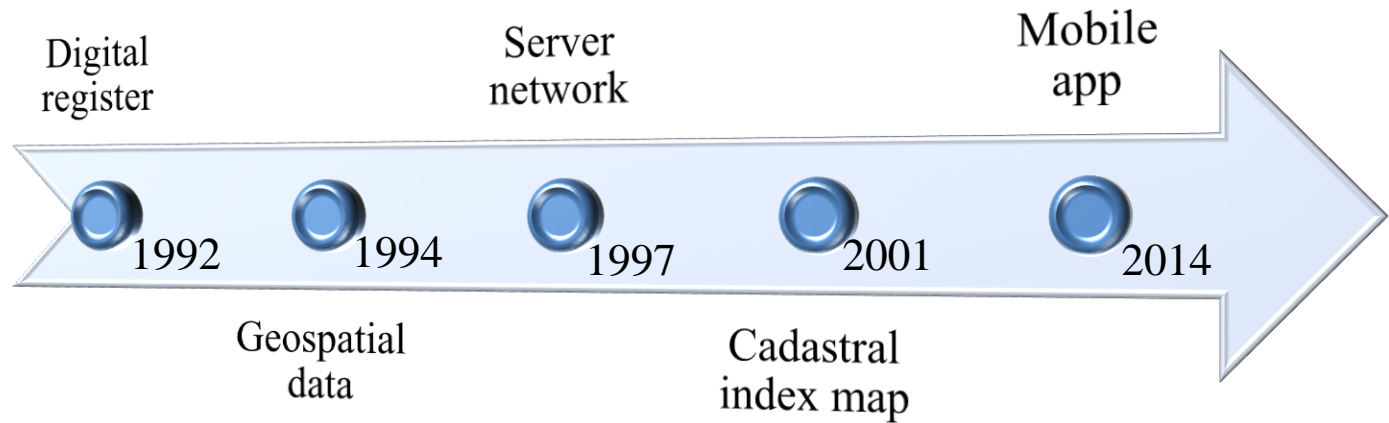 Digital
register
Server
network
Mobile
app
1992
1994
1997
2001
2014
Geospatial
data
Cadastral
index map